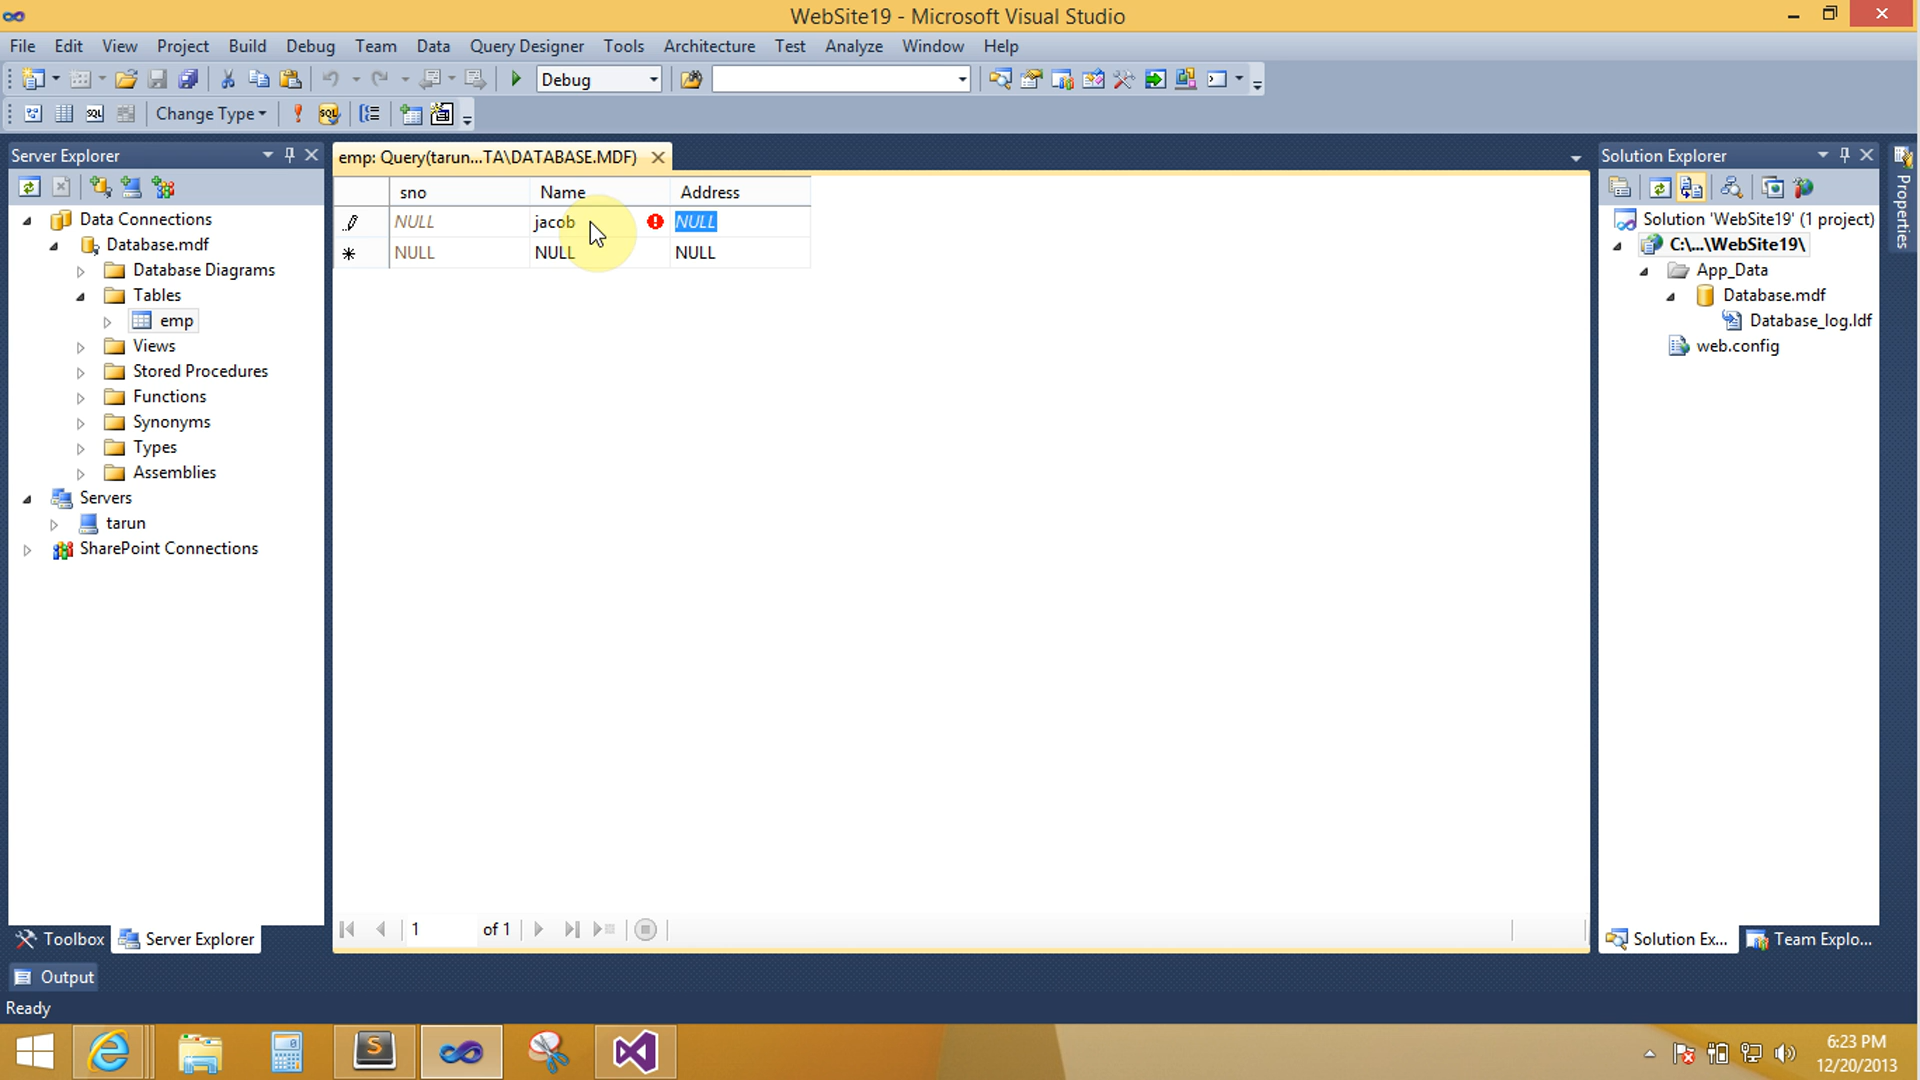 WebSite19 - Microsoft Visual Studio
File Edit View Project Build Debug Team Data Query Designer Tools Architecture Test Analyze Window Help
Debug
SQL Change Type SQL
Server Explorer
Data Connections
Database.mdf
Database Diagrams
Tables
emp
Views
Stored Procedures
Functions
Synonyms
Types
Assemblies
Servers
tarun
SharePoint Connections
Toolbox Server Explorer
emp: Query(tarun...TA\DATABASE.MDF)
sno Name Address
NULL jacob NULL
NULL NULL NULL
1 of 1
Solution Explorer
Solution 'WebSite19' (1 project)
C:\...\WebSite19\
App_Data
Database.mdf
Database_log.ldf
web.config
Solution Ex... Team Explo...
Properties
Output
Ready
S
6:23 PM
12/20/2013